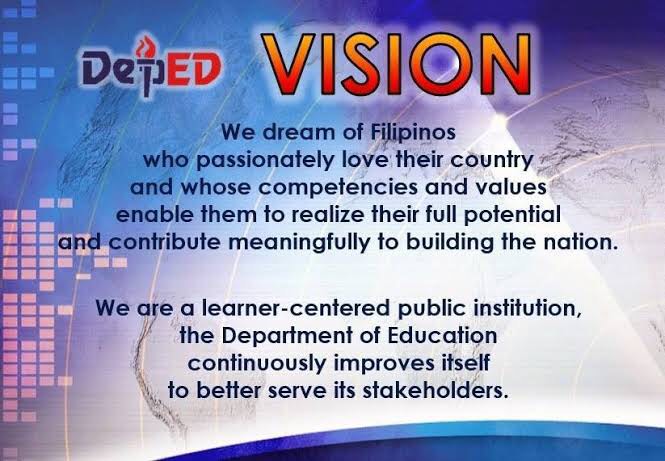 DepED VISION
We dream of Filipinos
who passionately love their country
and whose competencies and values
enable them to realize their full potential
and contribute meaningfully to building the nation.
We are a learner-centered public institution,
the Department of Education
continuously improves itself
to better serve its stakeholders.